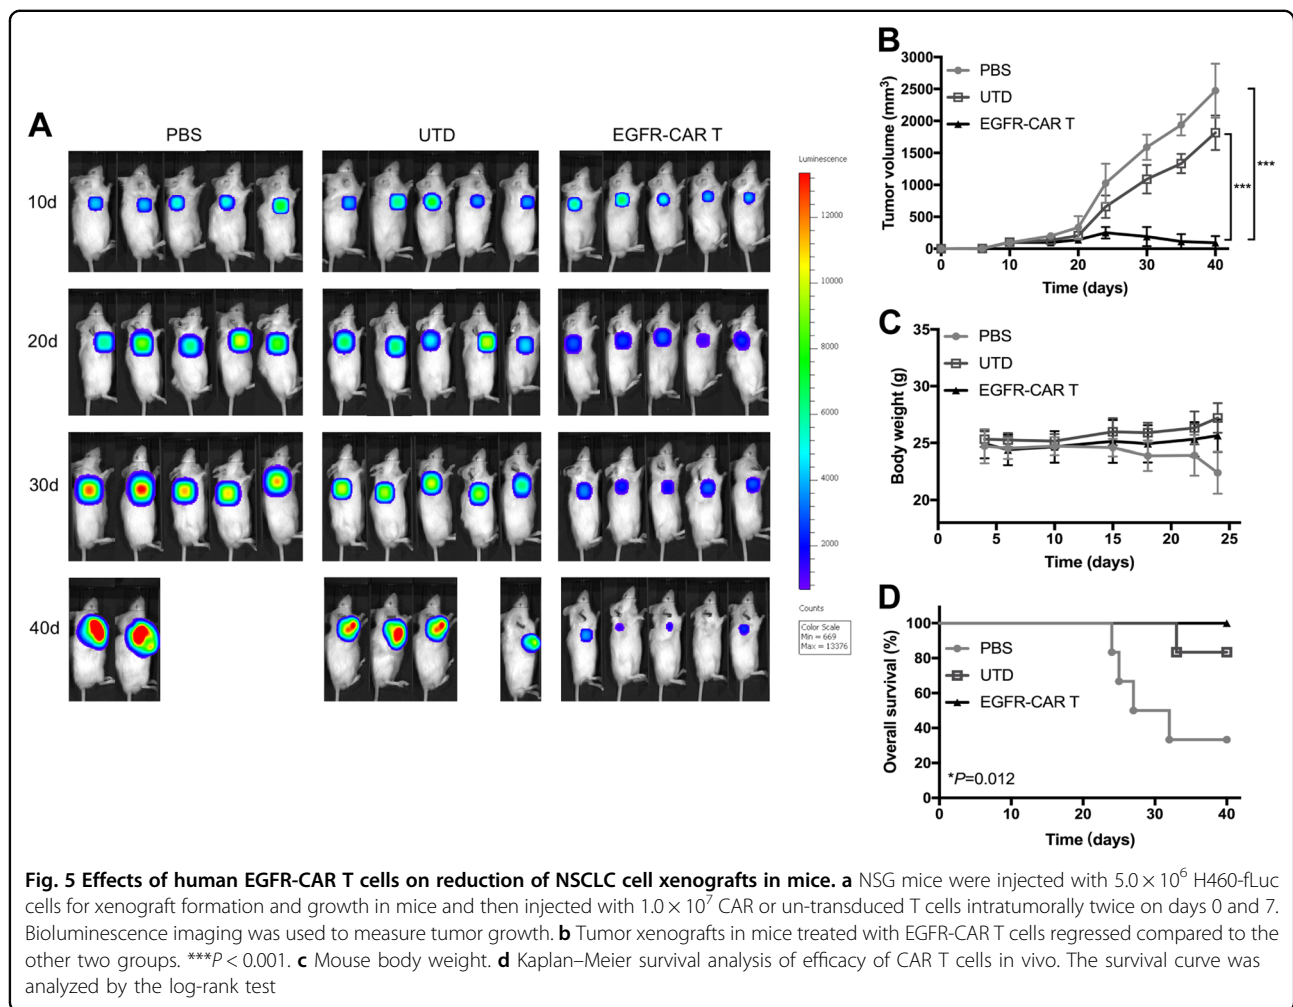 A
PBS
UTD
EGFR-CAR T
10d
20d
30d
40d
Luminescence
12000
10000
8000
6000
4000
2000
Counts
Color Scale
Min = 669
Max = 13376
B
3000
2500
2000
1500
1000
500
0
Tumor volume (mm³)
PBS
UTD
EGFR-CAR T
***
***
0
10
20
30
40
Time (days)
C
35
30
25
20
Body weight (g)
PBS
UTD
EGFR-CAR T
0
5
10
15
20
25
Time (days)
D
100
80
60
40
20
0
Overall survival (%)
PBS
UTD
EGFR-CAR T
*P=0.012
0
10
20
30
40
Time (days)
Fig. 5 Effects of human EGFR-CAR T cells on reduction of NSCLC cell xenografts in mice. a NSG mice were injected with 5.0 × 10⁶ H460-fLuc
cells for xenograft formation and growth in mice and then injected with 1.0 × 10⁷ CAR or un-transduced T cells intratumorally twice on days 0 and 7.
Bioluminescence imaging was used to measure tumor growth. b Tumor xenografts in mice treated with EGFR-CAR T cells regressed compared to the
other two groups. ***P < 0.001. c Mouse body weight. d Kaplan–Meier survival analysis of efficacy of CAR T cells in vivo. The survival curve was
analyzed by the log-rank test